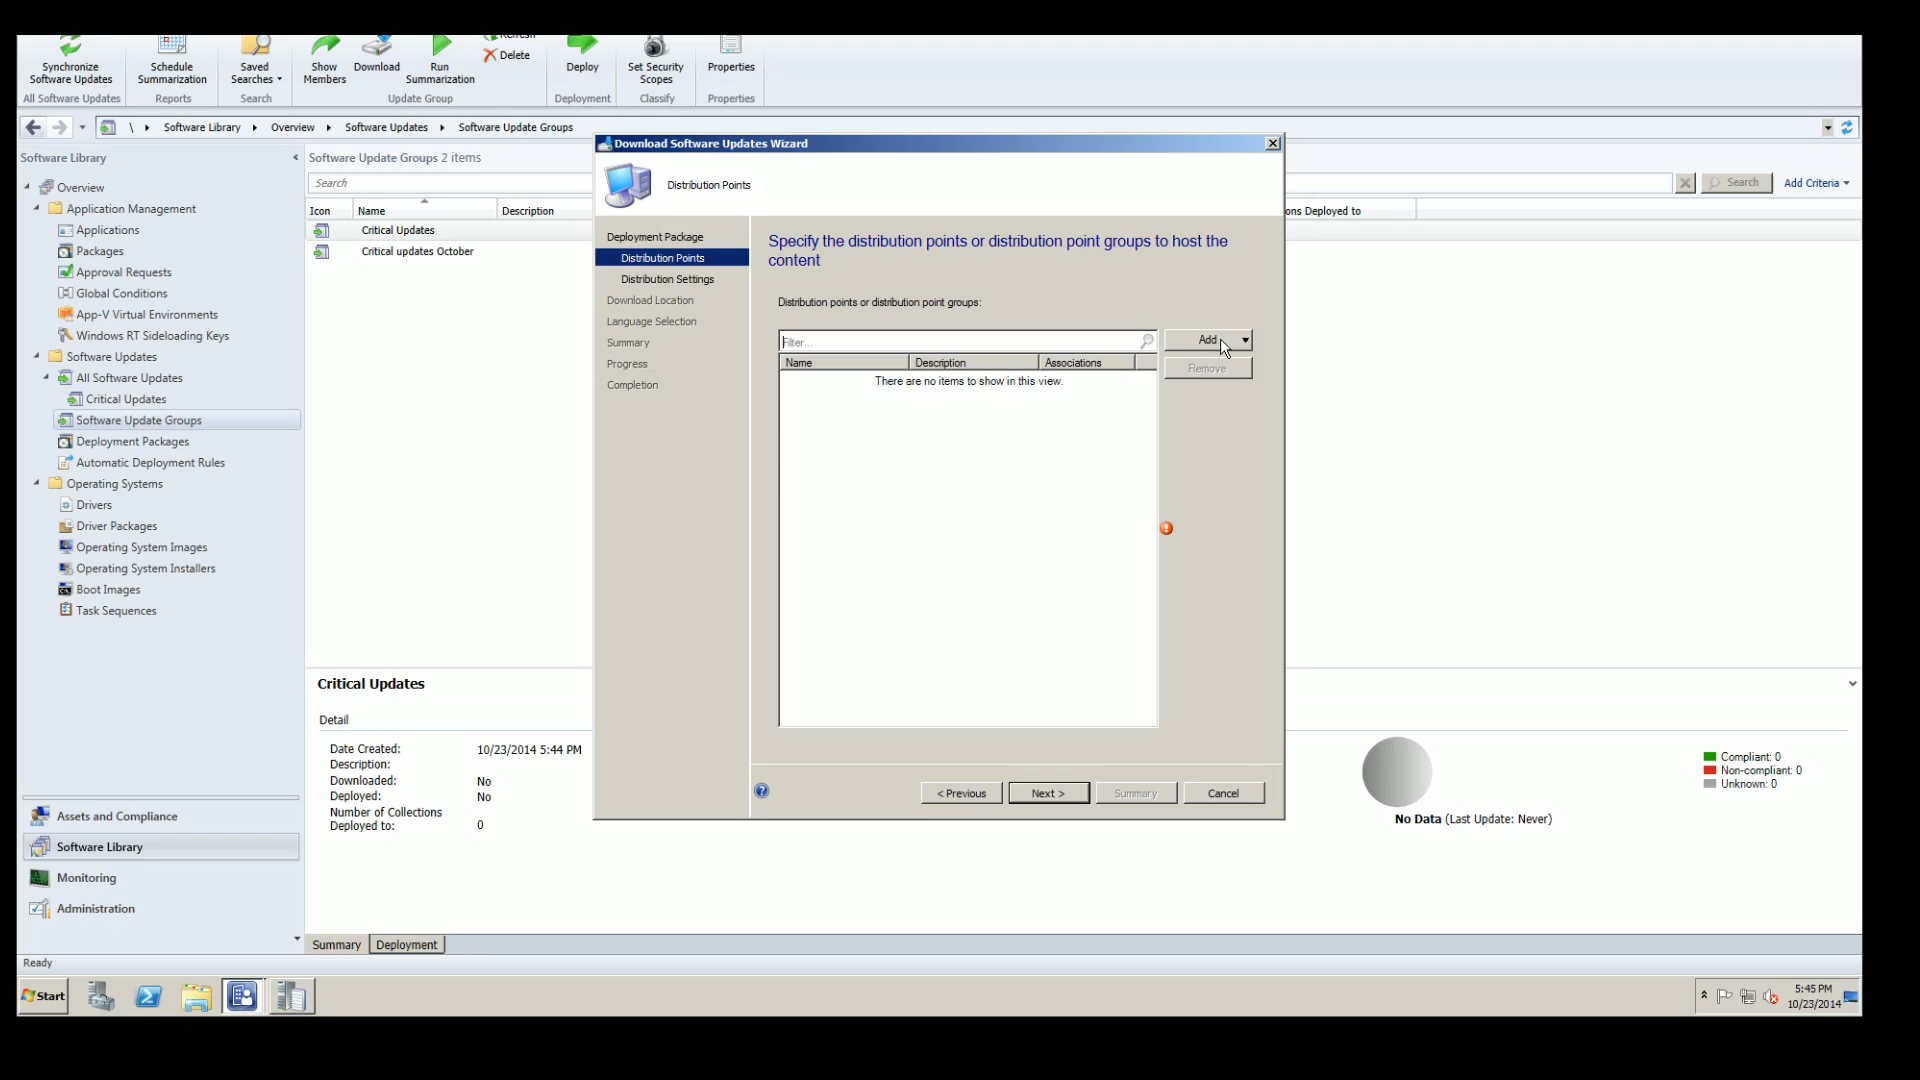 Refresh
Synchronize
Software Updates
Schedule
Summarization
Saved
Searches
Show
Members
Download
Run
Summarization
Delete
Deploy
Set Security
Scopes
Properties
All Software Updates
Reports
Search
Update Group
Deployment
Classify
Properties
\ Software Library Overview Software Updates Software Update Groups
Software Library
Overview
Application Management
Applications
Packages
Approval Requests
Global Conditions
App-V Virtual Environments
Windows RT Sideloading Keys
Software Updates
All Software Updates
Critical Updates
Software Update Groups
Deployment Packages
Automatic Deployment Rules
Operating Systems
Drivers
Driver Packages
Operating System Images
Operating System Installers
Boot Images
Task Sequences
Assets and Compliance
Software Library
Monitoring
Administration
Software Update Groups 2 items
Search
Search
Add Criteria
Icon Name Description
ons Deployed to
Critical Updates
Critical updates October
Download Software Updates Wizard
Distribution Points
Deployment Package
Distribution Points
Distribution Settings
Download Location
Language Selection
Summary
Progress
Completion
Specify the distribution points or distribution point groups to host the
content
Distribution points or distribution point groups:
Filter...
Add
Remove
Name Description Associations
There are no items to show in this view.
< Previous Next > Summary Cancel
Critical Updates
Detail
Date Created: 10/23/2014 5:44 PM
Description:
Downloaded: No
Deployed: No
Number of Collections
Deployed to: 0
Compliant: 0
Non-compliant: 0
Unknown: 0
No Data (Last Update: Never)
Summary Deployment
Ready
Start
5:45 PM
10/23/2014